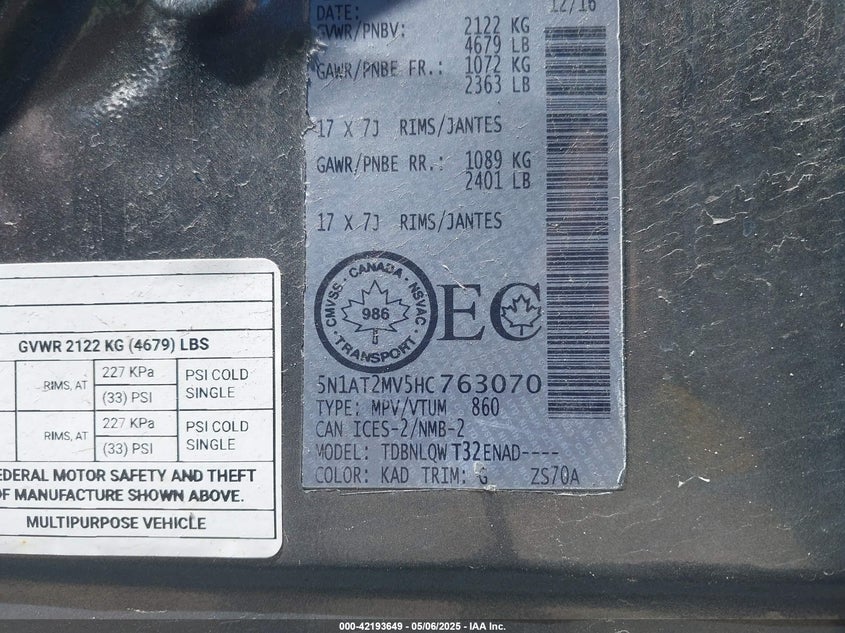 DATE: 12/16
GVWR/PNBV: 2122 KG
4679 LB
GAWR/PNBE FR.: 1072 KG
2363 LB
17 X 7J RIMS/JANTES
GAWR/PNBE RR.: 1089 KG
2401 LB
17 X 7J RIMS/JANTES
CMVSS · CANADA · NSVAC · TRANSPORT ·
986
EC
5N1AT2MV5HC763070
TYPE: MPV/VTUM 860
CAN ICES-2/NMB-2
MODEL: TDBNLQWT32ENAD----
COLOR: KAD TRIM: G ZS70A
GVWR 2122 KG (4679) LBS
RIMS, AT 227 KPa PSI COLD
(33) PSI SINGLE
RIMS, AT 227 KPa PSI COLD
(33) PSI SINGLE
EDERAL MOTOR SAFETY AND THEFT
OF MANUFACTURE SHOWN ABOVE.
MULTIPURPOSE VEHICLE
000-42193649 - 05/06/2025 - IAA Inc.